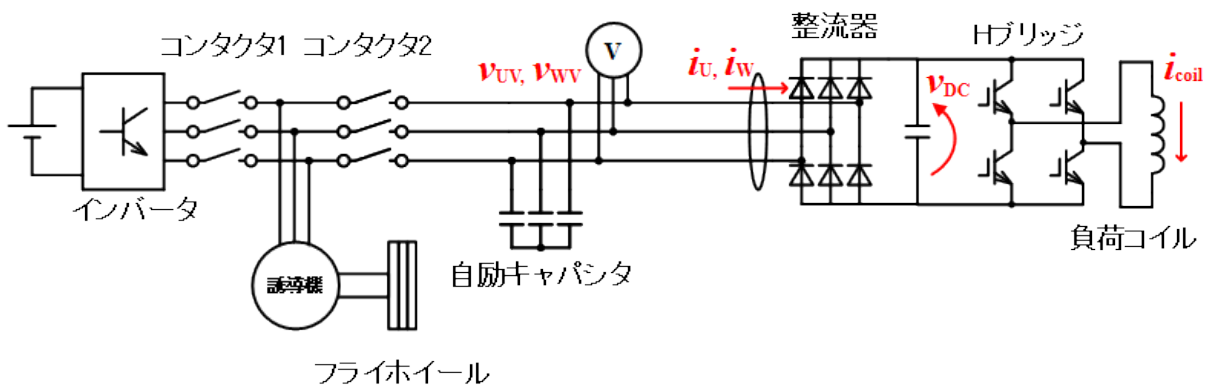 コンタクタ1 コンタクタ2
V
整流器
Hブリッジ
vUV, vWV
iU, iW
vDC
icoil
インバータ
誘導機
自励キャパシタ
負荷コイル
フライホイール